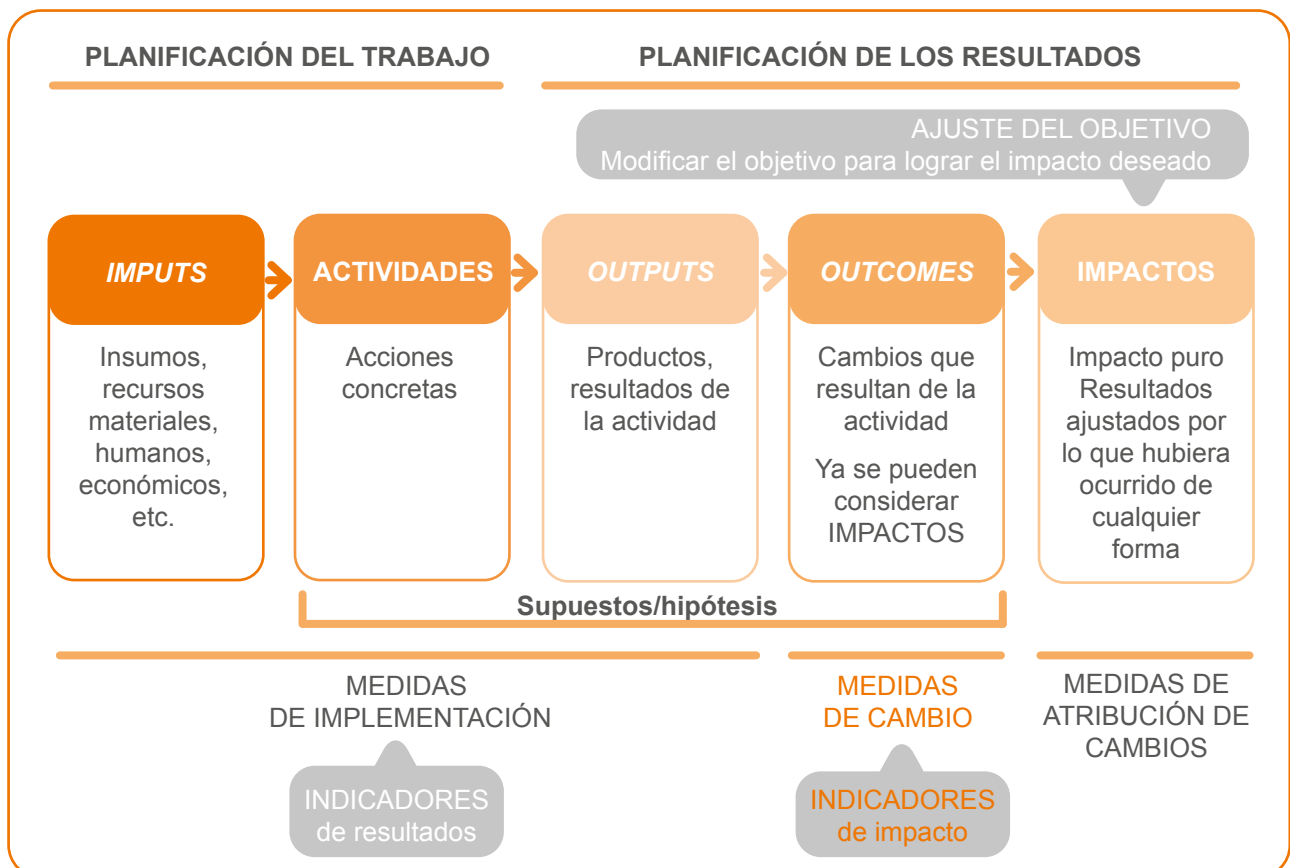 PLANIFICACIÓN DEL TRABAJO
PLANIFICACIÓN DE LOS RESULTADOS
AJUSTE DEL OBJETIVO
Modificar el objetivo para lograr el impacto deseado
IMPUTS
Insumos,
recursos
materiales,
humanos,
económicos,
etc.
ACTIVIDADES
Acciones
concretas
OUTPUTS
Productos,
resultados de
la actividad
OUTCOMES
Cambios que
resultan de la
actividad
Ya se pueden
considerar
IMPACTOS
IMPACTOS
Impacto puro
Resultados
ajustados por
lo que hubiera
ocurrido de
cualquier
forma
Supuestos/hipótesis
MEDIDAS
DE IMPLEMENTACIÓN
INDICADORES
de resultados
MEDIDAS
DE CAMBIO
INDICADORES
de impacto
MEDIDAS DE
ATRIBUCIÓN DE
CAMBIOS